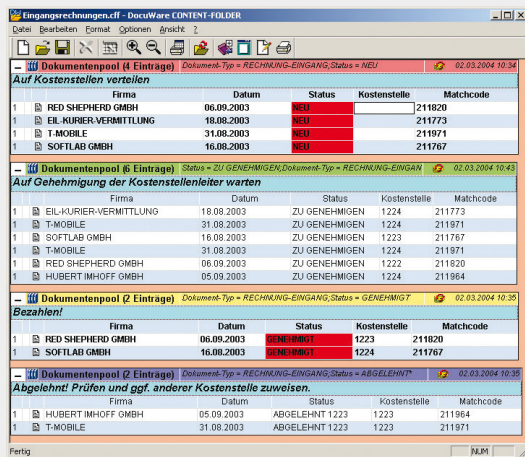 Eingangsrechnungen.cff - DocuWare CONTENT-FOLDER
Datei Bearbeiten Format Optionen Ansicht ?
Dokumentenpool (4 Einträge) Dokument-Typ = RECHNUNG-EINGANG;Status = NEU 02.03.2004 10:34
Auf Kostenstellen verteilen
Firma Datum Status Kostenstelle Matchcode
1 RED SHEPHERD GMBH 06.09.2003 NEU 211820
1 EIL-KURIER-VERMITTLUNG 18.08.2003 NEU 211773
1 T-MOBILE 31.08.2003 NEU 211971
1 SOFTLAB GMBH 16.08.2003 NEU 211767
Dokumentenpool (6 Einträge) Status = ZU GENEHMIGEN;Dokument-Typ = RECHNUNG-EINGAN 02.03.2004 10:43
Auf Gehehmigung der Kostenstellenleiter warten
Firma Datum Status Kostenstelle Matchcode
1 EIL-KURIER-VERMITTLUNG 18.08.2003 ZU GENEHMIGEN 1224 211773
1 T-MOBILE 31.08.2003 ZU GENEHMIGEN 1224 211971
1 SOFTLAB GMBH 16.08.2003 ZU GENEHMIGEN 1223 211767
1 T-MOBILE 31.08.2003 ZU GENEHMIGEN 1224 211971
1 RED SHEPHERD GMBH 06.09.2003 ZU GENEHMIGEN 1222 211820
1 HUBERT IMHOFF GMBH 05.09.2003 ZU GENEHMIGEN 1224 211964
Dokumentenpool (2 Einträge) Dokument-Typ = RECHNUNG-EINGANG;Status = GENEHMIGT* 02.03.2004 10:35
Bezahlen!
Firma Datum Status Kostenstelle Matchcode
1 RED SHEPHERD GMBH 06.09.2003 GENEHMIGT 1223 211820
1 SOFTLAB GMBH 16.08.2003 GENEHMIGT 1224 211767
Dokumentenpool (2 Einträge) Dokument-Typ = RECHNUNG-EINGANG;Status = ABGELEHNT* 02.03.2004 10:35
Abgelehnt! Prüfen und ggf. anderer Kostenstelle zuweisen.
Firma Datum Status Kostenstelle Matchcode
1 HUBERT IMHOFF GMBH 05.09.2003 ABGELEHNT 1223 1223 211964
1 T-MOBILE 31.08.2003 ABGELEHNT 1223 1223 211971
Fertig NUM